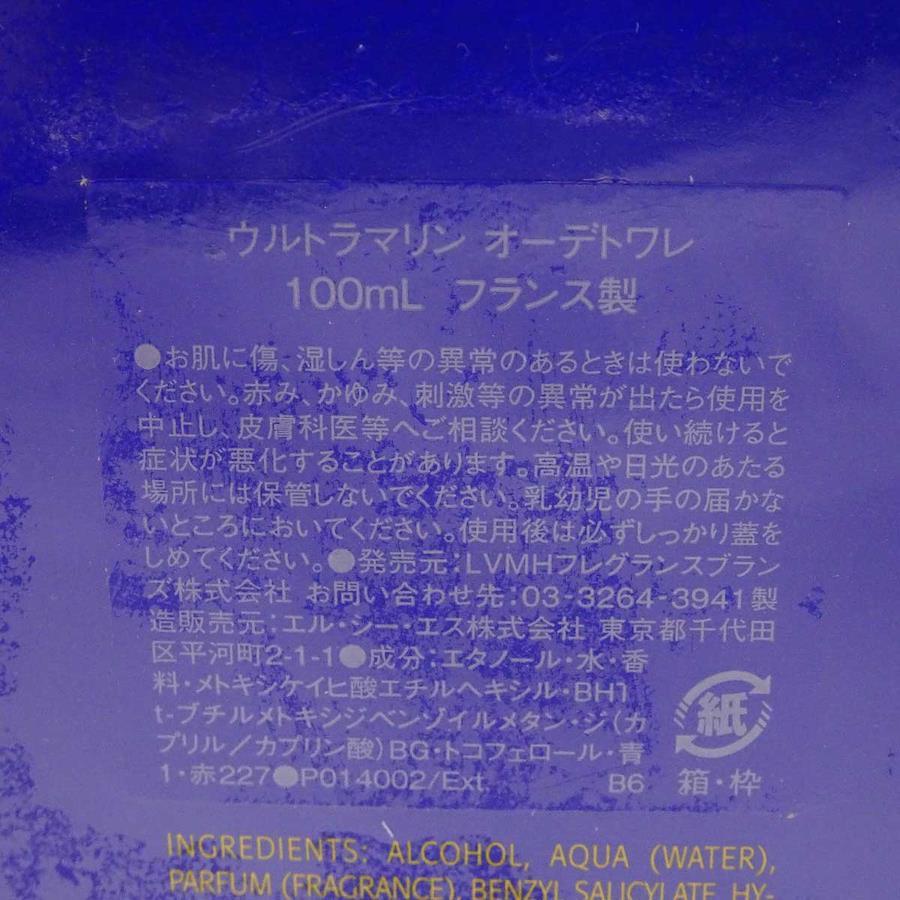 ウルトラマリン オーデトワレ
100mL フランス製
●お肌に傷、湿しん等の異常のあるときは使わないで
ください。赤み、かゆみ、刺激等の異常が出たら使用を
中止し、皮膚科医等へご相談ください。使い続けると
症状が悪化することがあります。高温や日光のあたる
場所には保管しないでください。乳幼児の手の届かな
いところにおいてください。使用後は必ずしっかり蓋を
しめてください。●発売元:LVMHフレグランスブラン
ズ株式会社 お問い合わせ先:03-3264-3941製
造販売元:エル・シー・エス株式会社 東京都千代田
区平河町2-1-1●成分:エタノール・水・香
料・メトキシケイヒ酸エチルヘキシル・BHT
t-ブチルメトキシジベンゾイルメタン・ジ(カ
プリル/カプリン酸)BG・トコフェロール・青
1・赤227●P014002/Ext. B6
紙
箱・枠
INGREDIENTS: ALCOHOL, AQUA (WATER),
PARFUM (FRAGRANCE), BENZYL SALICYLATE, HY-